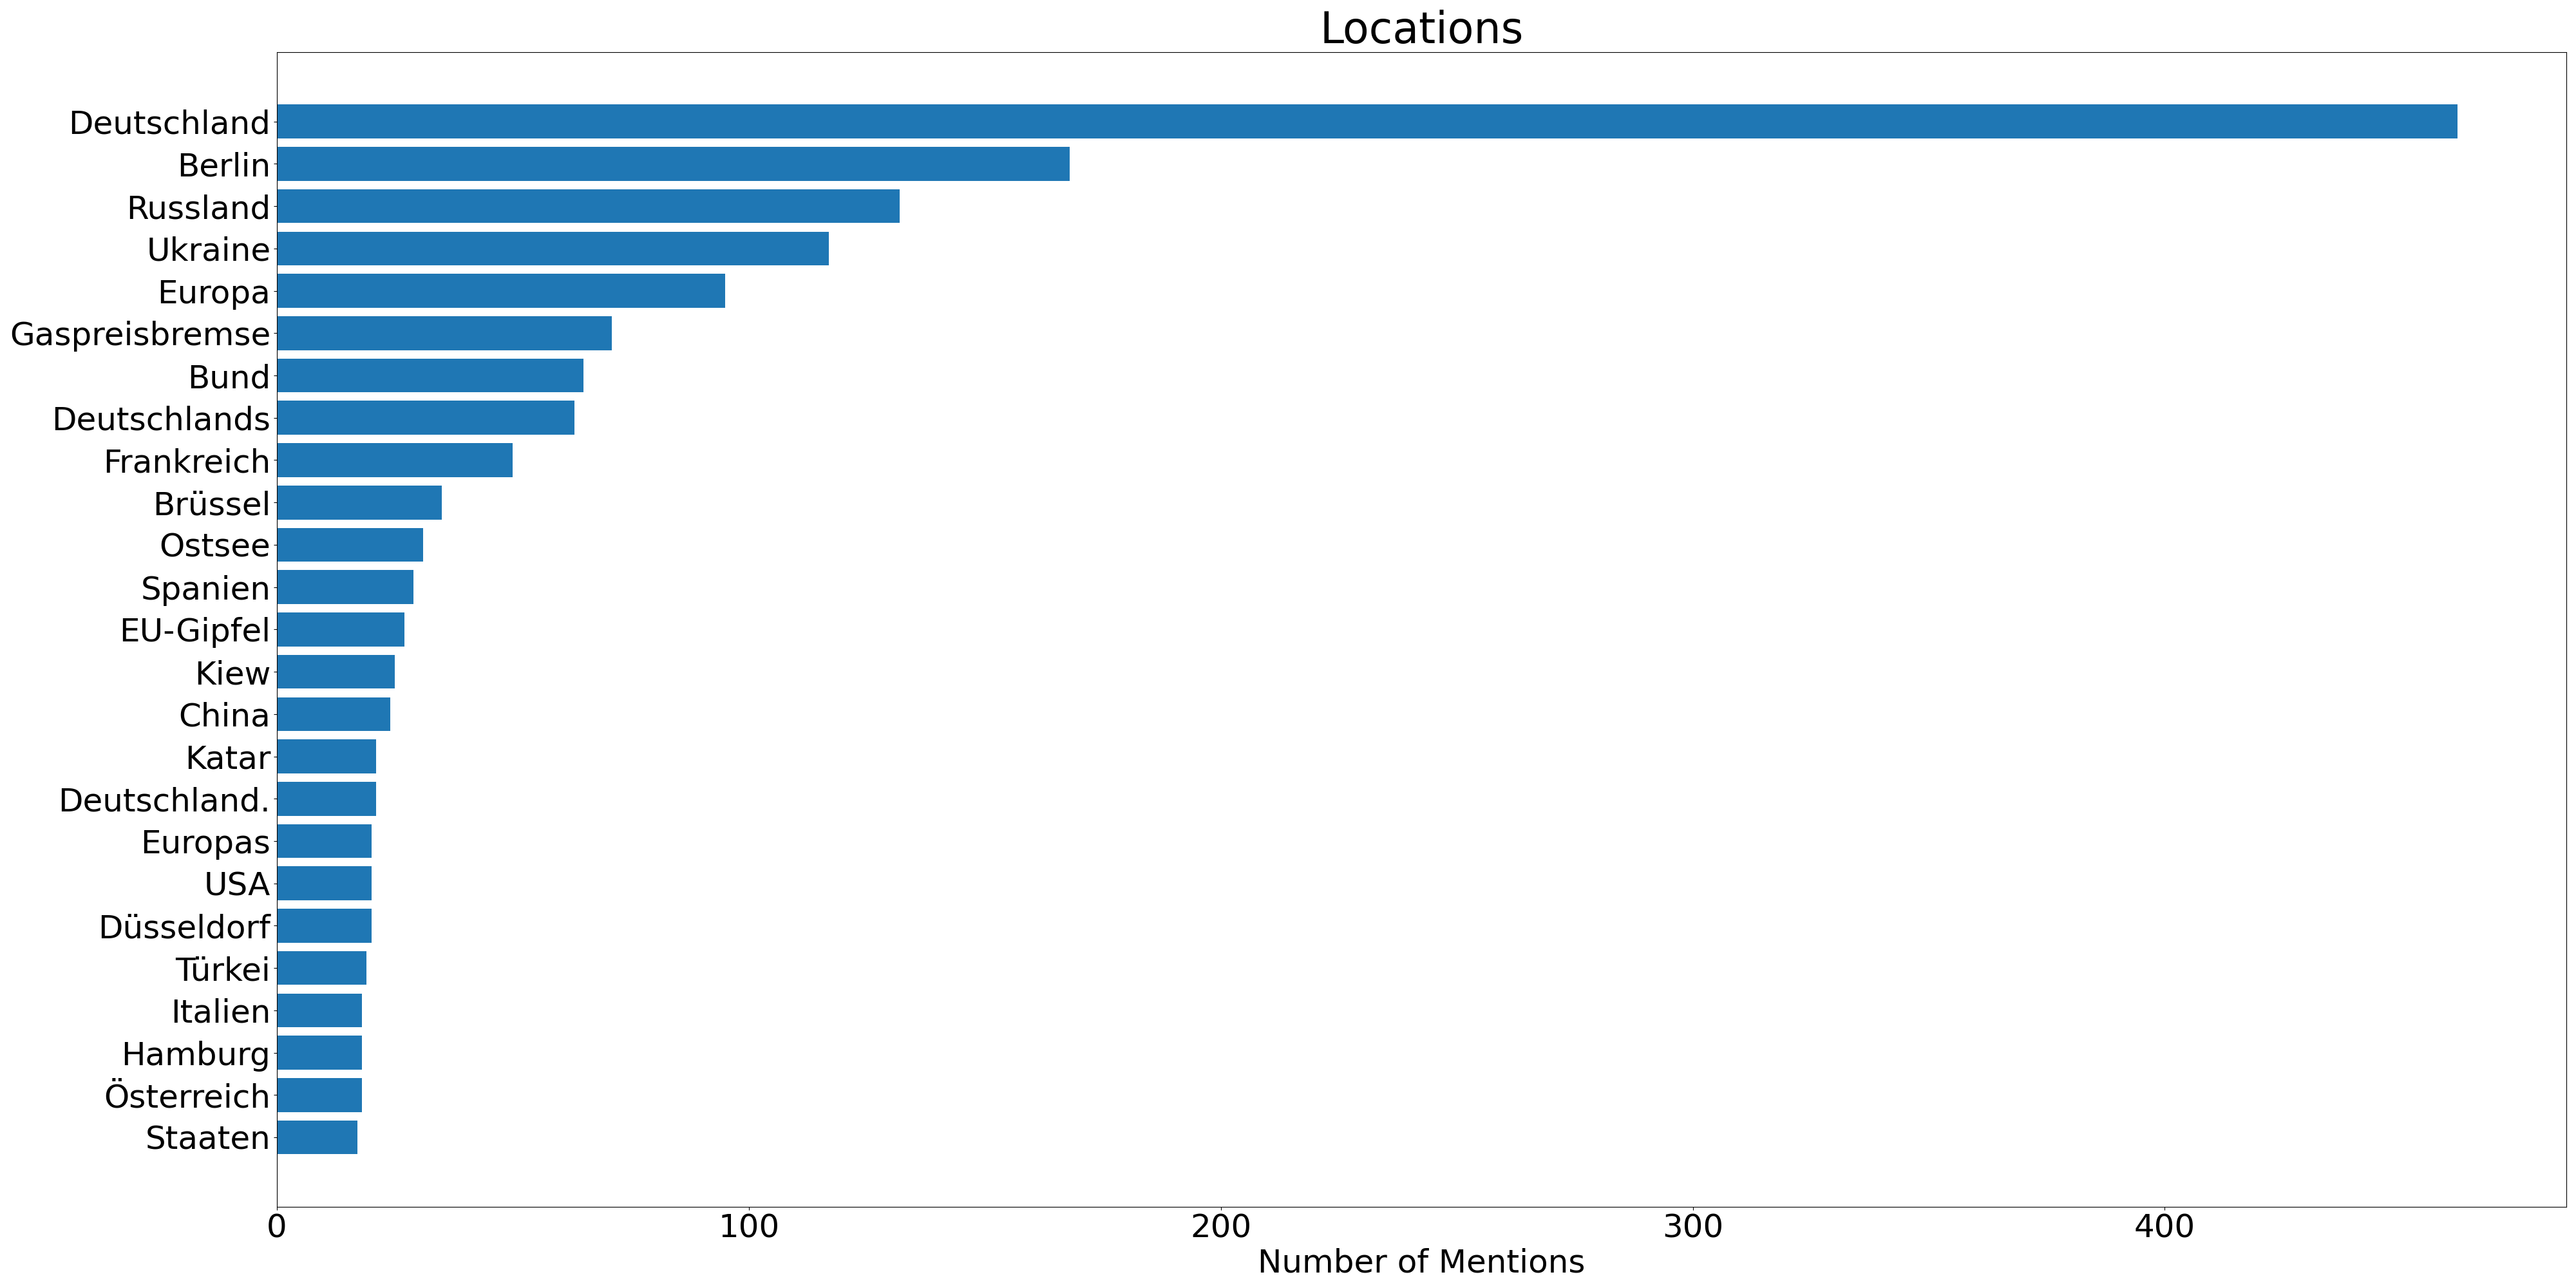 Locations
Deutschland
Berlin
Russland
Ukraine
Europa
Gaspreisbremse
Bund
Deutschlands
Frankreich
Brüssel
Ostsee
Spanien
EU-Gipfel
Kiew
China
Katar
Deutschland.
Europas
USA
Düsseldorf
Türkei
Italien
Hamburg
Österreich
Staaten
0 100 200 300 400
Number of Mentions